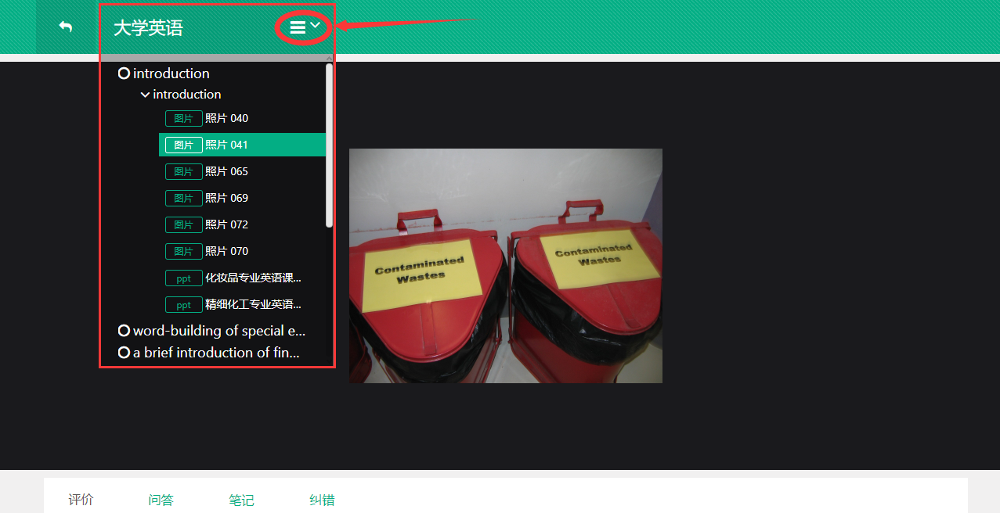 大学英语
introduction
introduction
图片 照片 040
图片 照片 041
图片 照片 065
图片 照片 069
图片 照片 072
图片 照片 070
ppt 化妆品专业英语课...
ppt 精细化工专业英语...
word-building of special e...
a brief introduction of fin...
Contaminated
Wastes
Contaminated
Wastes
评价 问答 笔记 纠错